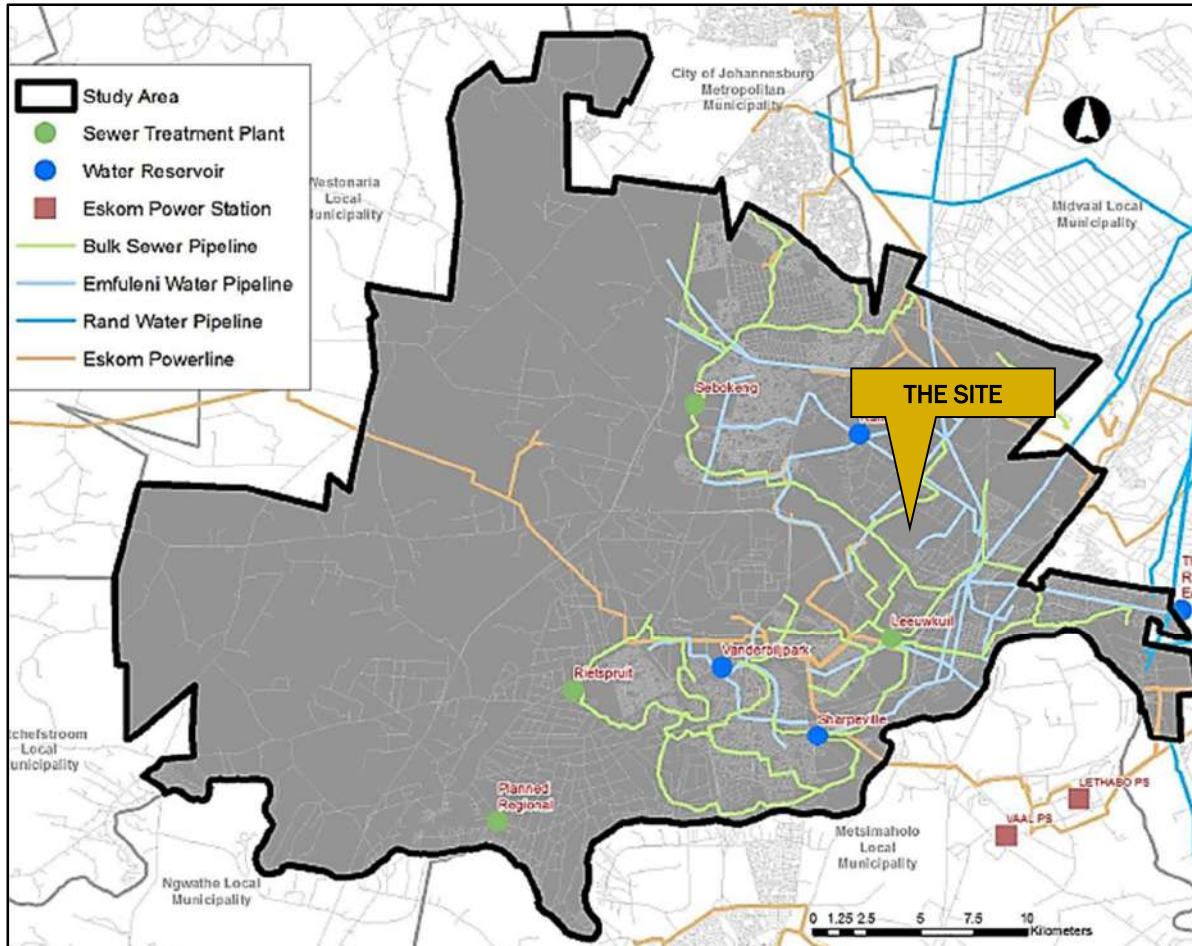 Study Area
Sewer Treatment Plant
Water Reservoir
Eskom Power Station
Bulk Sewer Pipeline
Emfuleni Water Pipeline
Rand Water Pipeline
Eskom Powerline
City of Johannesburg
Metropolitan
Municipality
Westonaria
Local
Municipality
Midvaal Local
Municipality
Sebokeng
THE SITE
Leeuwkuil
Vanderbijlpark
Rietspruit
Sharpeville
Planned
Regional
LETHABO PS
VAAL PS
Metsimaholo
Local
Municipality
Ngwathe Local
Municipality
Local
0 1.25 2.5 5 7.5 10
Kilometers